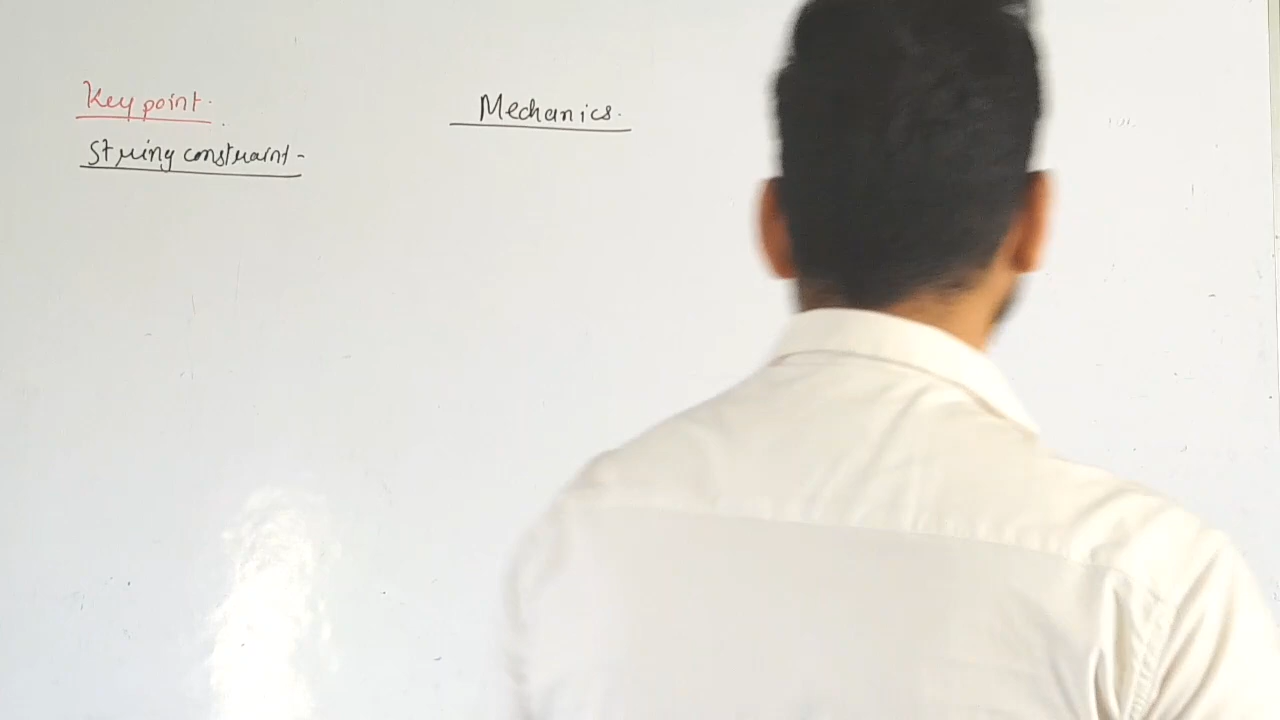 Key point.
Mechanics.
String constraint -